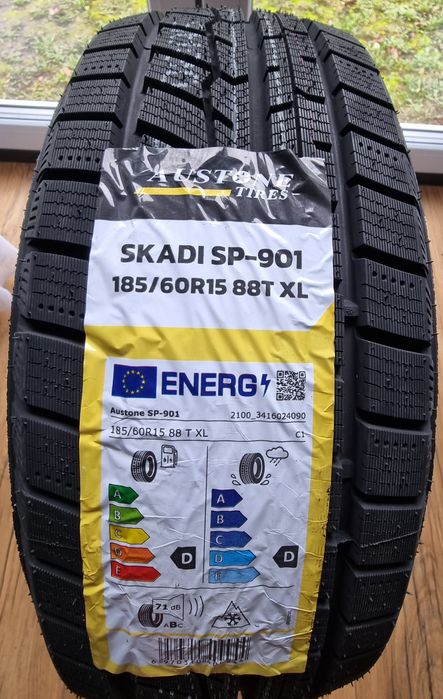 AUSTONE
TIRES
SKADI SP-901
185/60R15 88T XL
ENERG
Austone SP-901
2100_3416024090
185/60R15 88 T XL
C1
A
B
C
D
E
D
A
B
C
D
E
D
71 dB
ABC